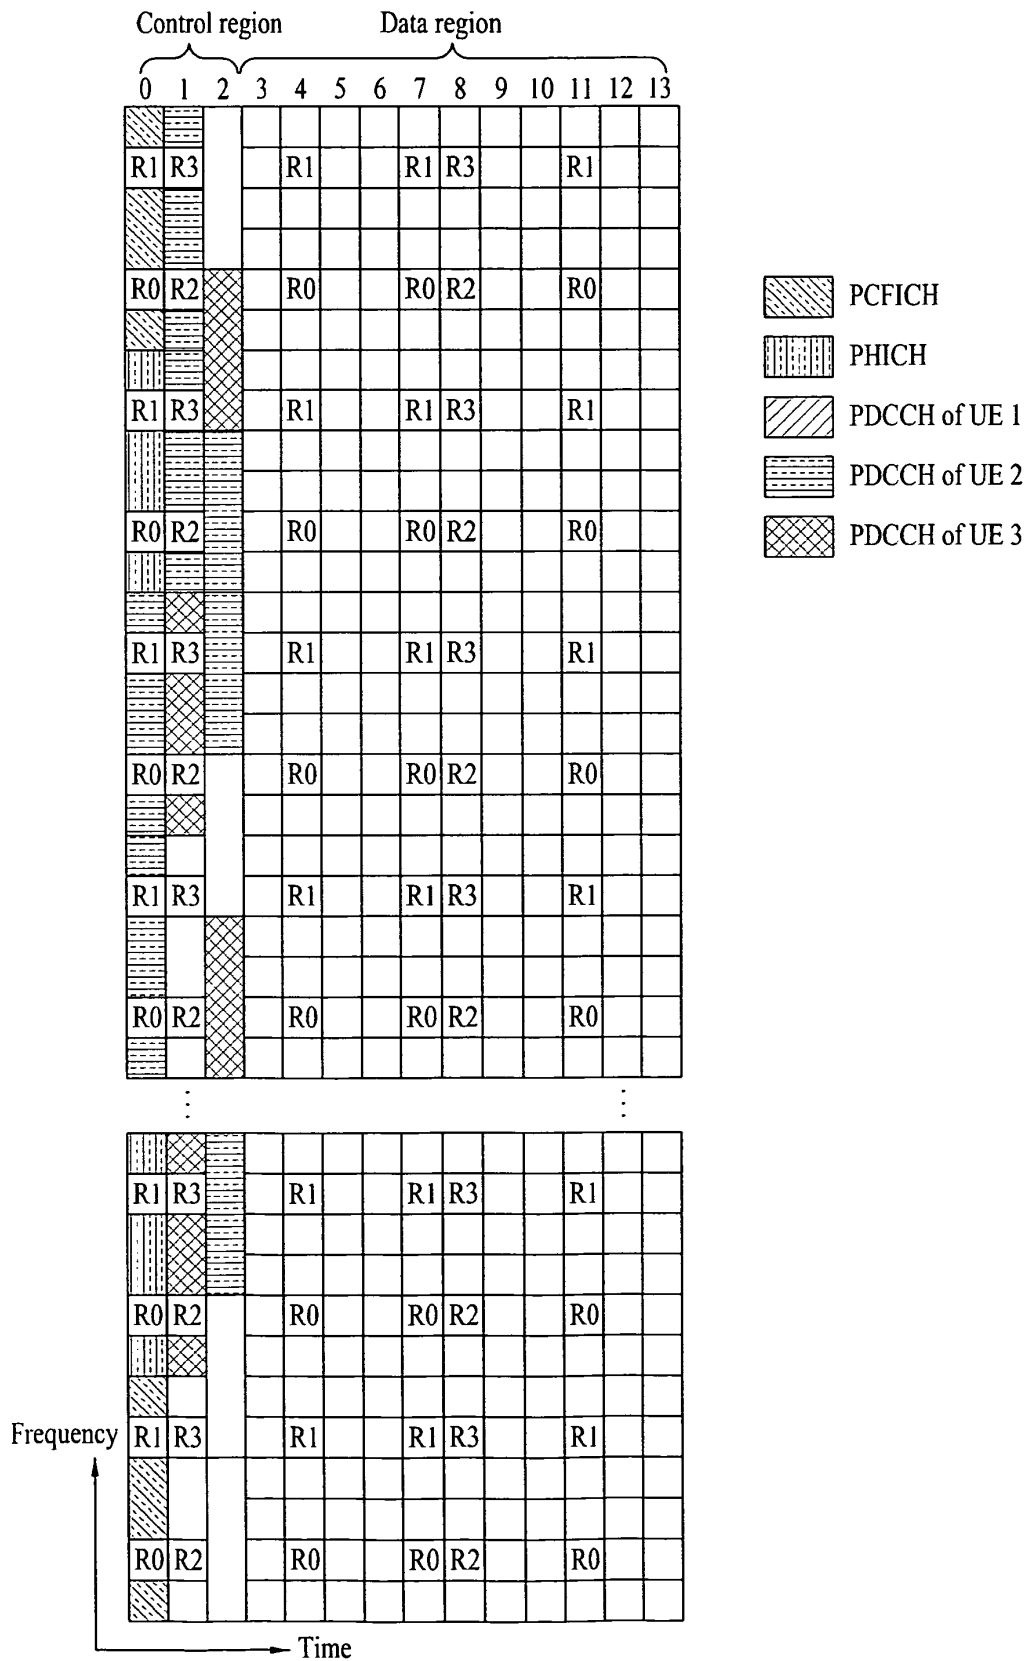 Control region Data region
0 1 2 3 4 5 6 7 8 9 10 11 12 13
R1 R3 R1 R1 R3 R1
R0 R2 R0 R0 R2 R0
PCFICH
PHICH
R1 R3 R1 R1 R3 R1
PDCCH of UE 1
PDCCH of UE 2
R0 R2 R0 R0 R2 R0
PDCCH of UE 3
R1 R3 R1 R1 R3 R1
R0 R2 R0 R0 R2 R0
R1 R3 R1 R1 R3 R1
R0 R2 R0 R0 R2 R0
R1 R3 R1 R1 R3 R1
R0 R2 R0 R0 R2 R0
Frequency R1 R3 R1 R1 R3 R1
R0 R2 R0 R0 R2 R0
Time